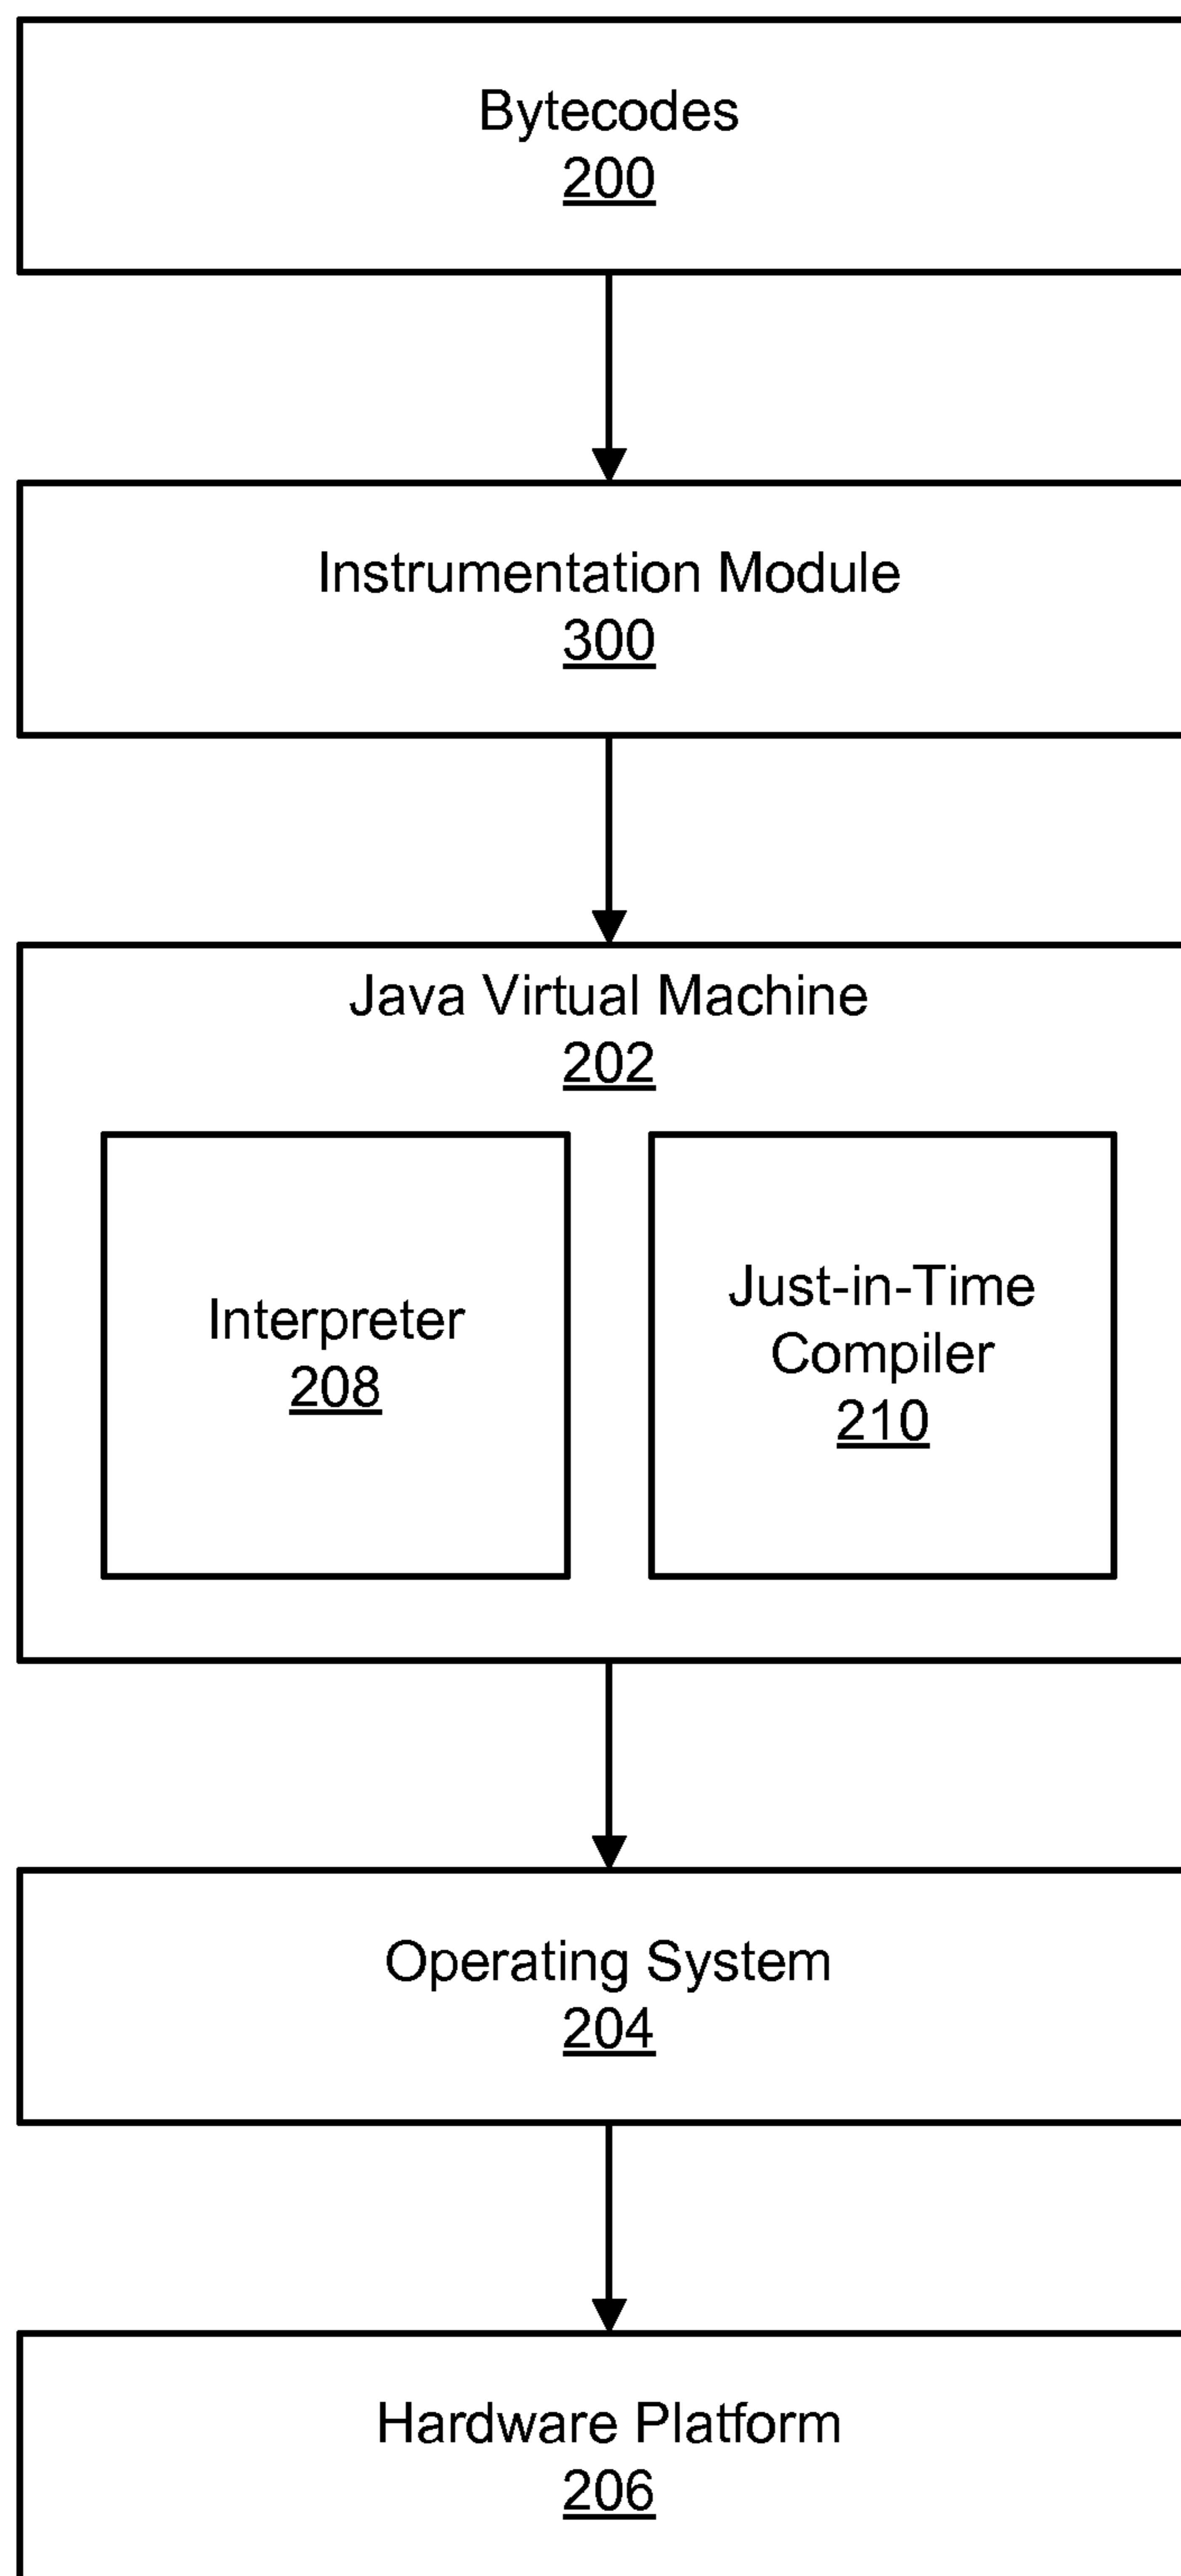 Bytecodes
200
Instrumentation Module
300
Java Virtual Machine
202
Interpreter
208
Just-in-Time
Compiler
210
Operating System
204
Hardware Platform
206